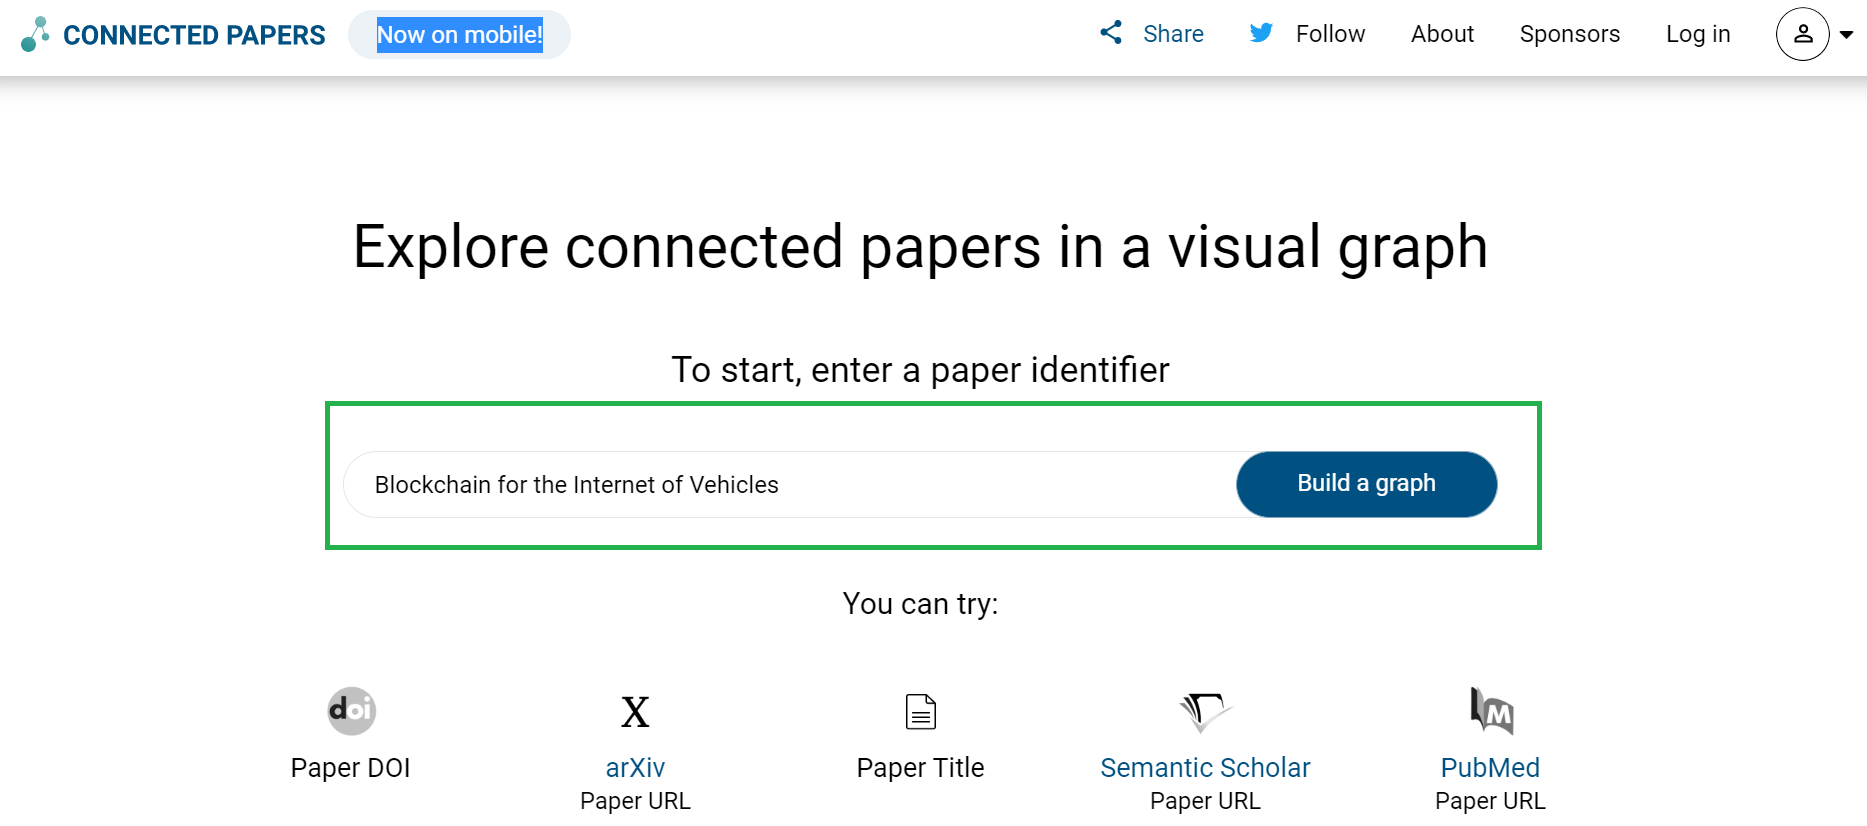 CONNECTED PAPERS
Now on mobile!
Share
Follow
About
Sponsors
Log in
Explore connected papers in a visual graph
To start, enter a paper identifier
Blockchain for the Internet of Vehicles
Build a graph
You can try:
doi
Paper DOI
X
arXiv
Paper URL
Paper Title
Semantic Scholar
Paper URL
M
PubMed
Paper URL